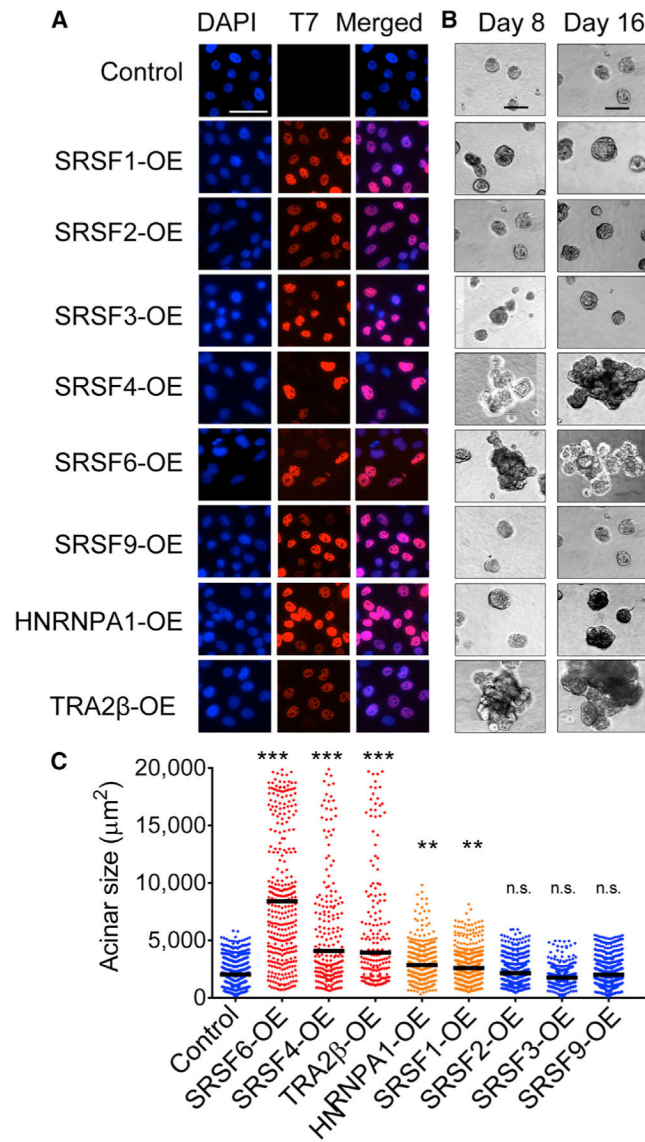 A
DAPI T7 Merged
B
Day 8 Day 16
Control
SRSF1-OE
SRSF2-OE
SRSF3-OE
SRSF4-OE
SRSF6-OE
SRSF9-OE
HNRNPA1-OE
TRA2β-OE
C
*** *** ***
** **
n.s. n.s. n.s.
Acinar size (μm²)
20,000
15,000
10,000
5,000
0
Control
SRSF6-OE
SRSF4-OE
TRA2β-OE
HNRNPA1-OE
SRSF1-OE
SRSF2-OE
SRSF3-OE
SRSF9-OE